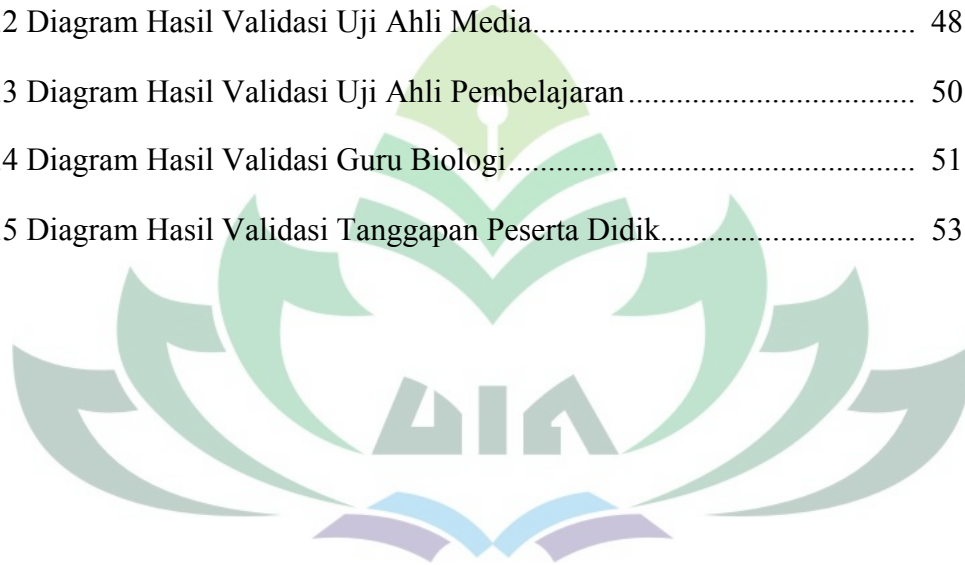 2 Diagram Hasil Validasi Uji Ahli Media........................................ 48
3 Diagram Hasil Validasi Uji Ahli Pembelajaran............................. 50
4 Diagram Hasil Validasi Guru Biologi.......................................... 51
5 Diagram Hasil Validasi Tanggapan Peserta Didik......................... 53
UIN